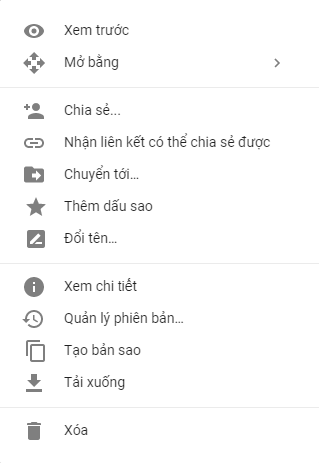 Xem trước
Mở bằng
Chia sẻ...
Nhận liên kết có thể chia sẻ được
Chuyển tới...
Thêm dấu sao
Đổi tên...
Xem chi tiết
Quản lý phiên bản...
Tạo bản sao
Tải xuống
Xóa